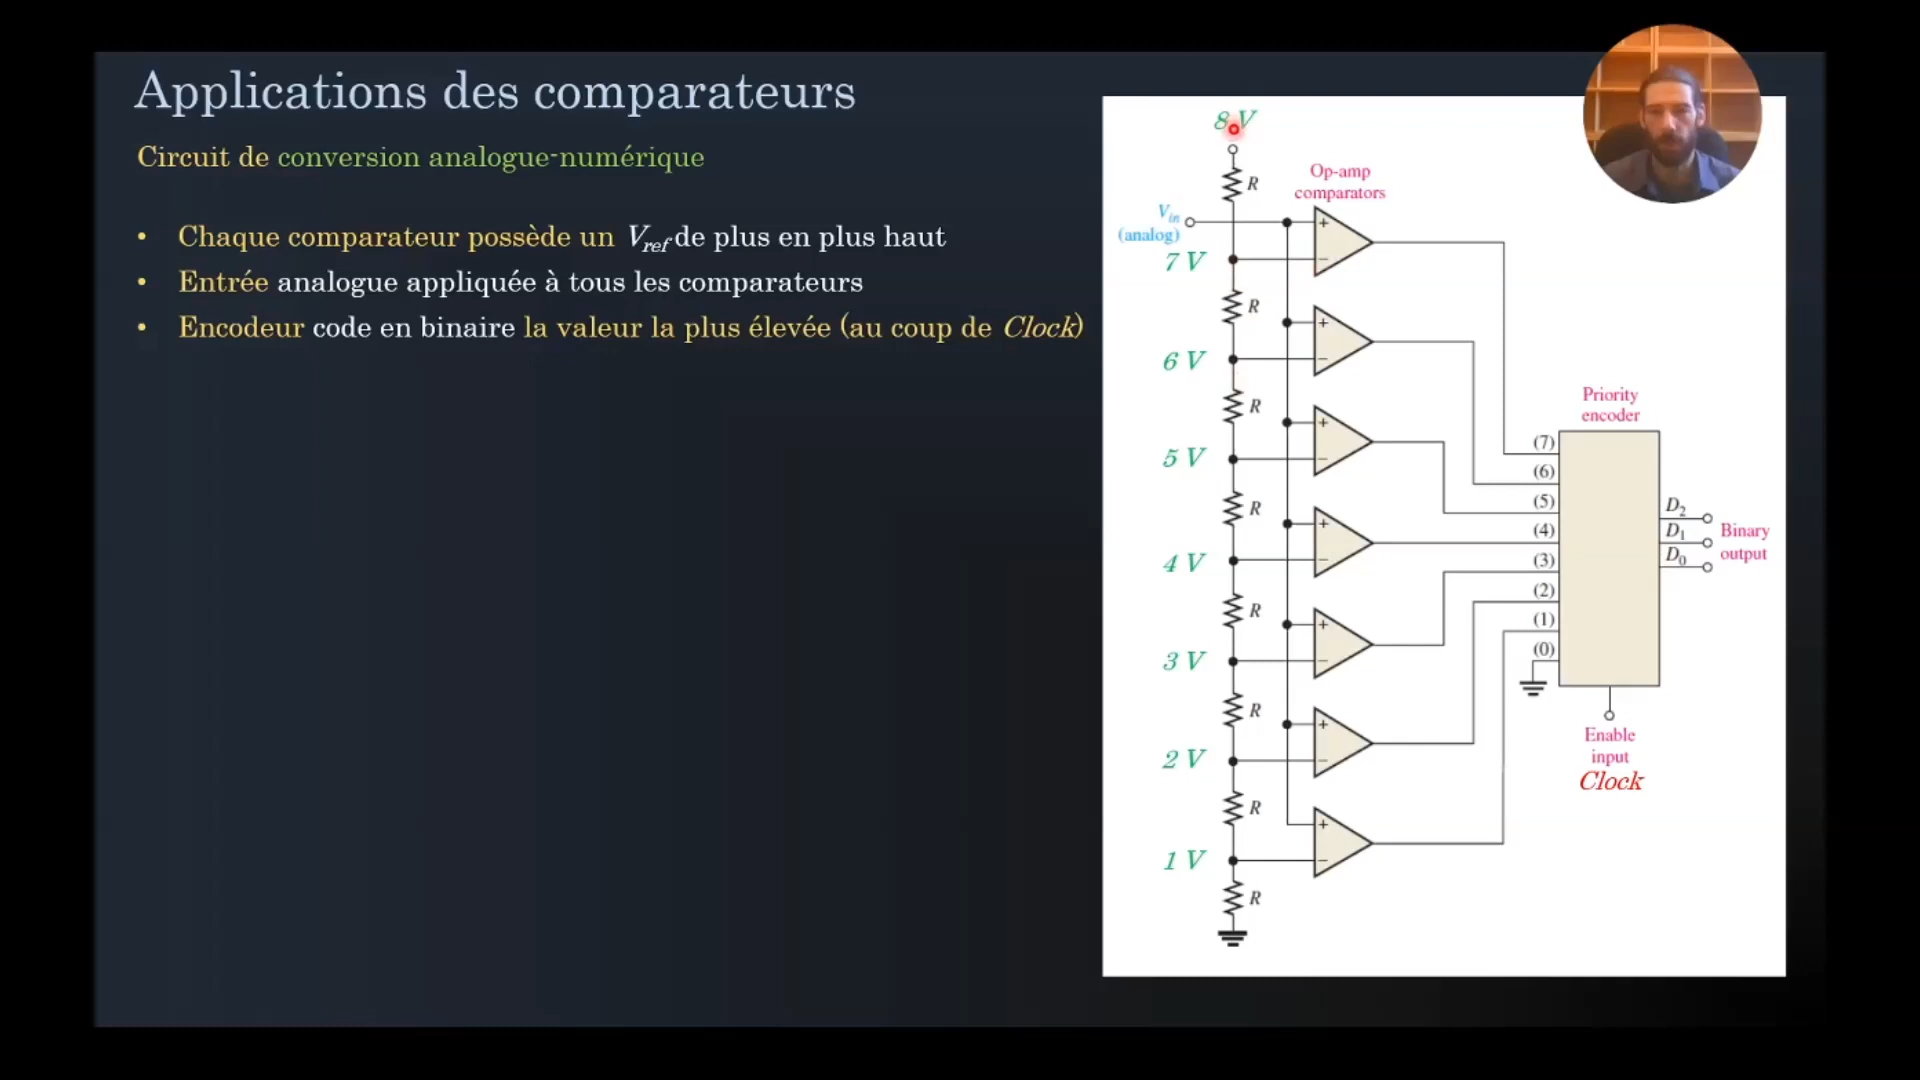 Applications des comparateurs
Circuit de conversion analogue-numérique
• Chaque comparateur possède un Vref de plus en plus haut
• Entrée analogue appliquée à tous les comparateurs
• Encodeur code en binaire la valeur la plus élevée (au coup de Clock)
8 V
R
Op-amp
comparators
Vin
(analog)
+
−
7 V
R
+
−
6 V
R
+
−
5 V
R
+
−
4 V
R
+
−
3 V
R
+
−
2 V
R
+
−
1 V
R
Priority
encoder
(7)
(6)
(5)
(4)
(3)
(2)
(1)
(0)
D2
D1
D0
Binary
output
Enable
input
Clock